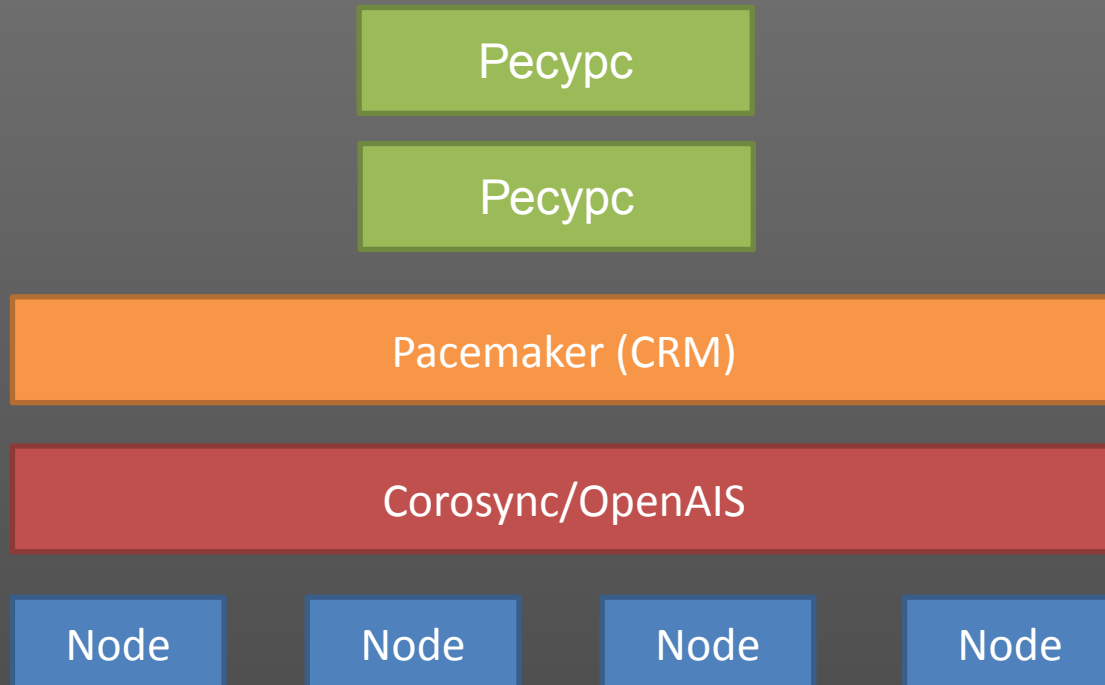 Ресурс
Ресурс
Pacemaker (CRM)
Corosync/OpenAIS
Node Node Node Node